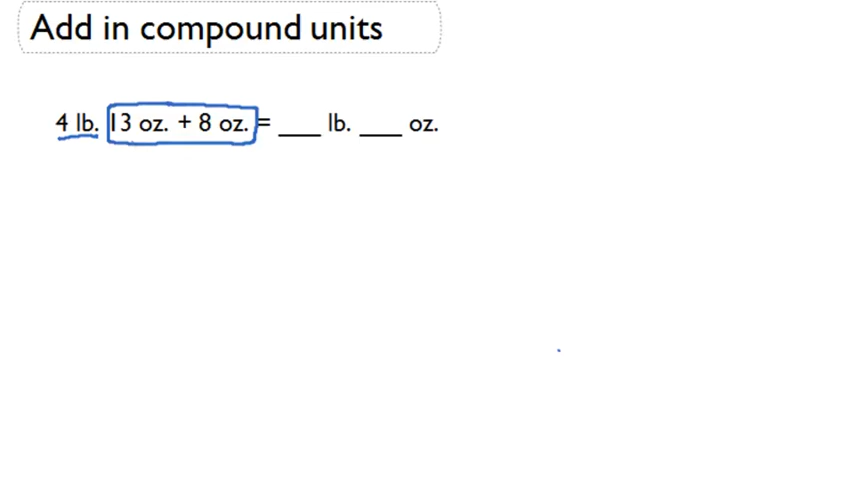 Add in compound units
4 lb. 13 oz. + 8 oz. = ___ lb. ___ oz.